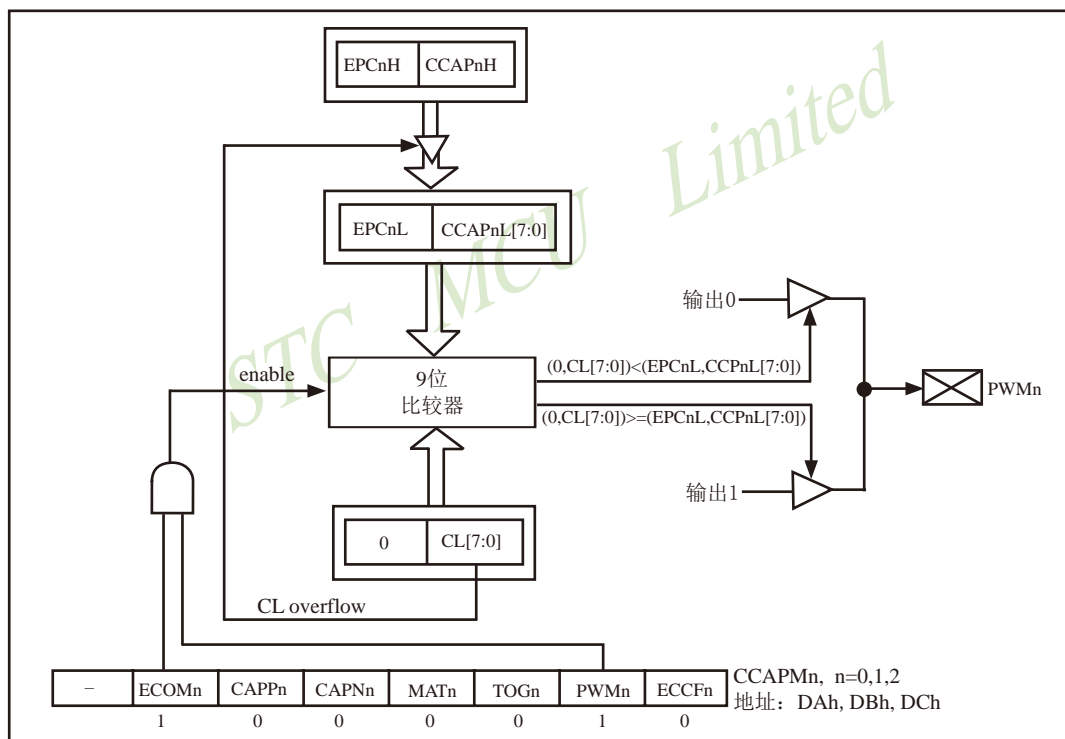 EPCnH CCAPnH
STC MCU Limited
EPCnL CCAPnL[7:0]
输出0
(0,CL[7:0])<(EPCnL,CCPnL[7:0])
enable
9位
比较器
PWMn
(0,CL[7:0])>=(EPCnL,CCPnL[7:0])
输出1
0 CL[7:0]
CL overflow
– ECOMn CAPPn CAPNn MATn TOGn PWMn ECCFn
CCAPMn, n=0,1,2
地址：DAh, DBh, DCh
1 0 0 0 0 1 0